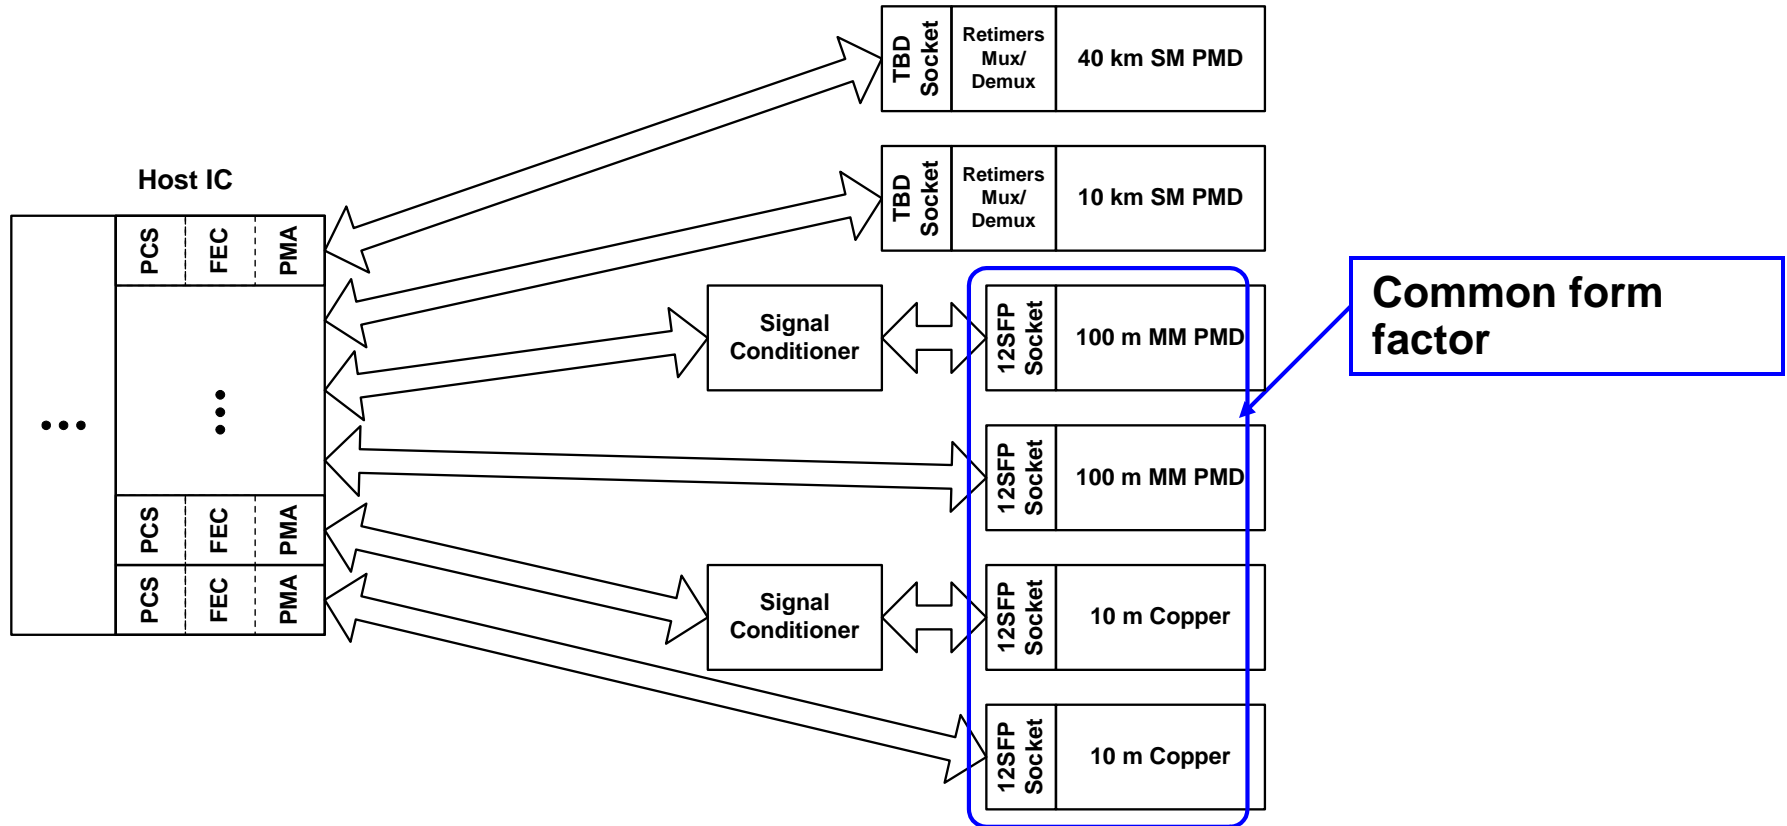 TBD
Socket
Retimers
Mux/
Demux
40 km SM PMD
TBD
Socket
Retimers
Mux/
Demux
10 km SM PMD
Host IC
PCS
FEC
PMA
...
...
PCS
FEC
PMA
PCS
FEC
PMA
Signal
Conditioner
12SFP
Socket
100 m MM PMD
12SFP
Socket
100 m MM PMD
Signal
Conditioner
12SFP
Socket
10 m Copper
12SFP
Socket
10 m Copper
Common form
factor